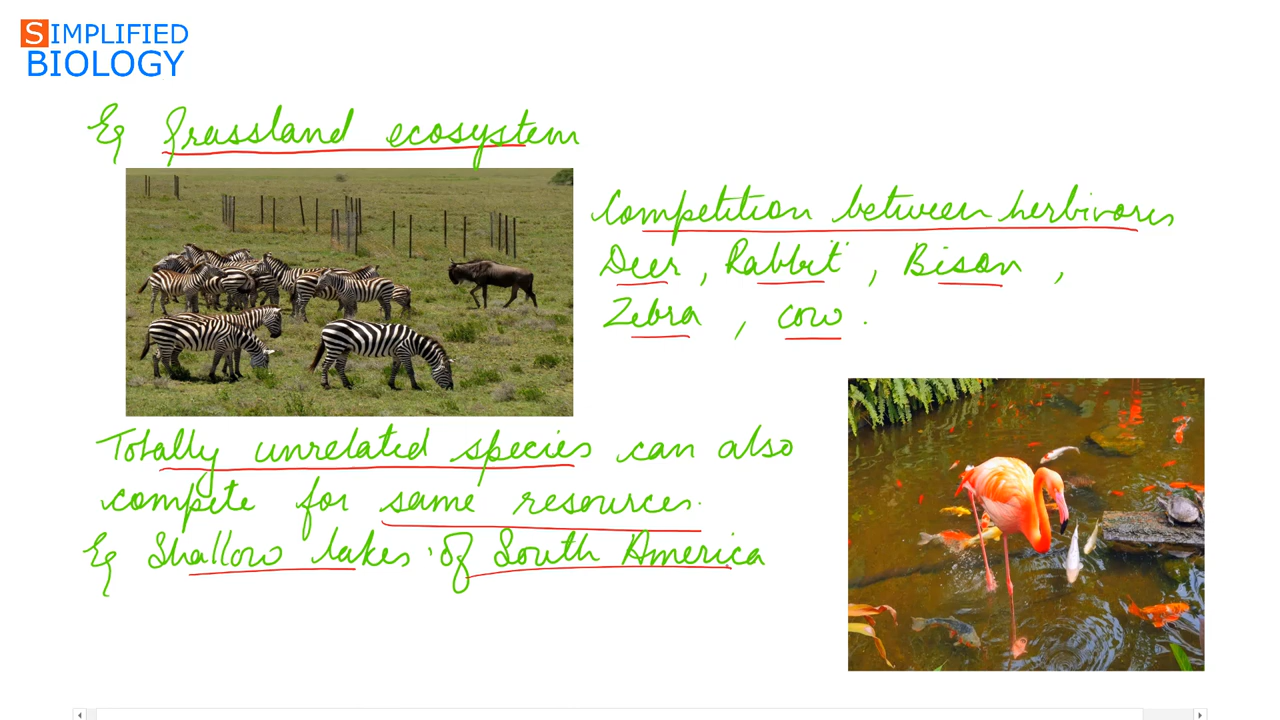 SIMPLIFIED
BIOLOGY
Eg Grassland ecosystem
Competition between herbivores
Deer, Rabbit, Bison,
Zebra, cow.
Totally unrelated species can also
compete for same resources.
Eg Shallow lakes of South America